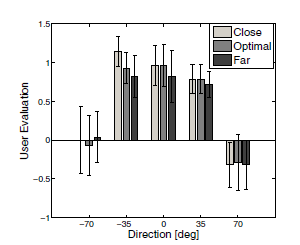 1.5
Close
Optimal
Far
1
0.5
0
−0.5
−1
User Evaluation
−70 −35 0 35 70
Direction [deg]